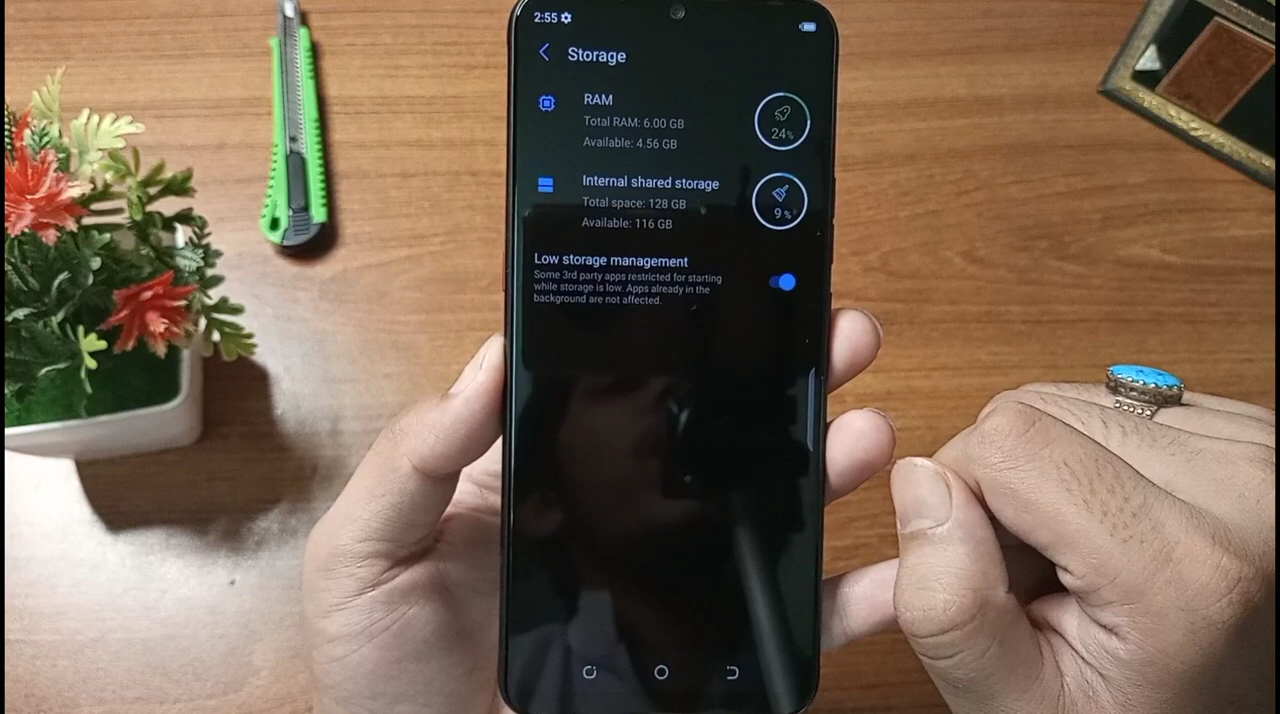 2:55
Storage
RAM
Total RAM: 6.00 GB
Available: 4.56 GB
24%
Internal shared storage
Total space: 128 GB
Available: 116 GB
9%
Low storage management
Some 3rd party apps restricted for starting
while storage is low. Apps already in the
background are not affected.